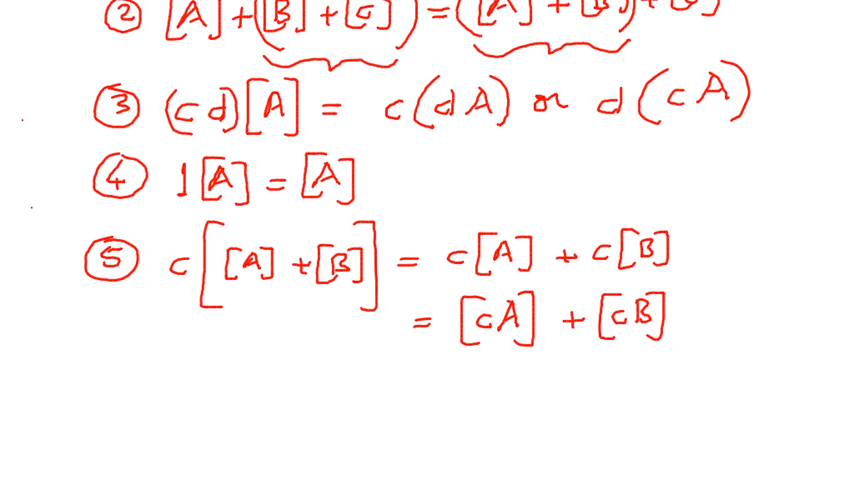 ② [A] + ([B] + [C]) = ([A] + [B]) + [C]
③ (cd)[A] = c(dA) or d(cA)
④ 1[A] = [A]
⑤ c[[A] + [B]] = c[A] + c[B]
= [cA] + [cB]